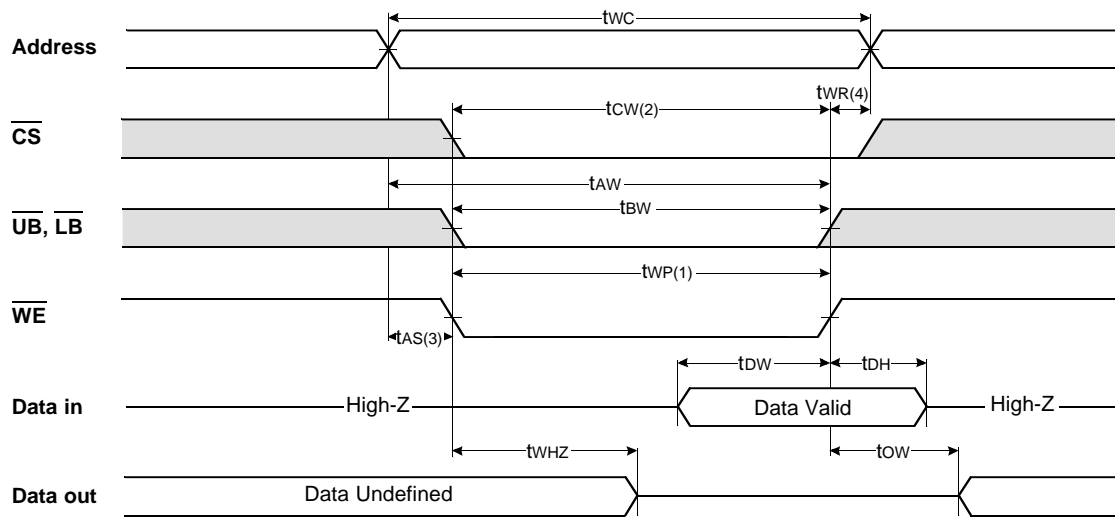 tWC
Address
tWR(4)
tCW(2)
CS
tAW
tBW
UB, LB
tWP(1)
WE
tAS(3)
tDW
tDH
Data in
High-Z
Data Valid
High-Z
tWHZ
tOW
Data out
Data Undefined